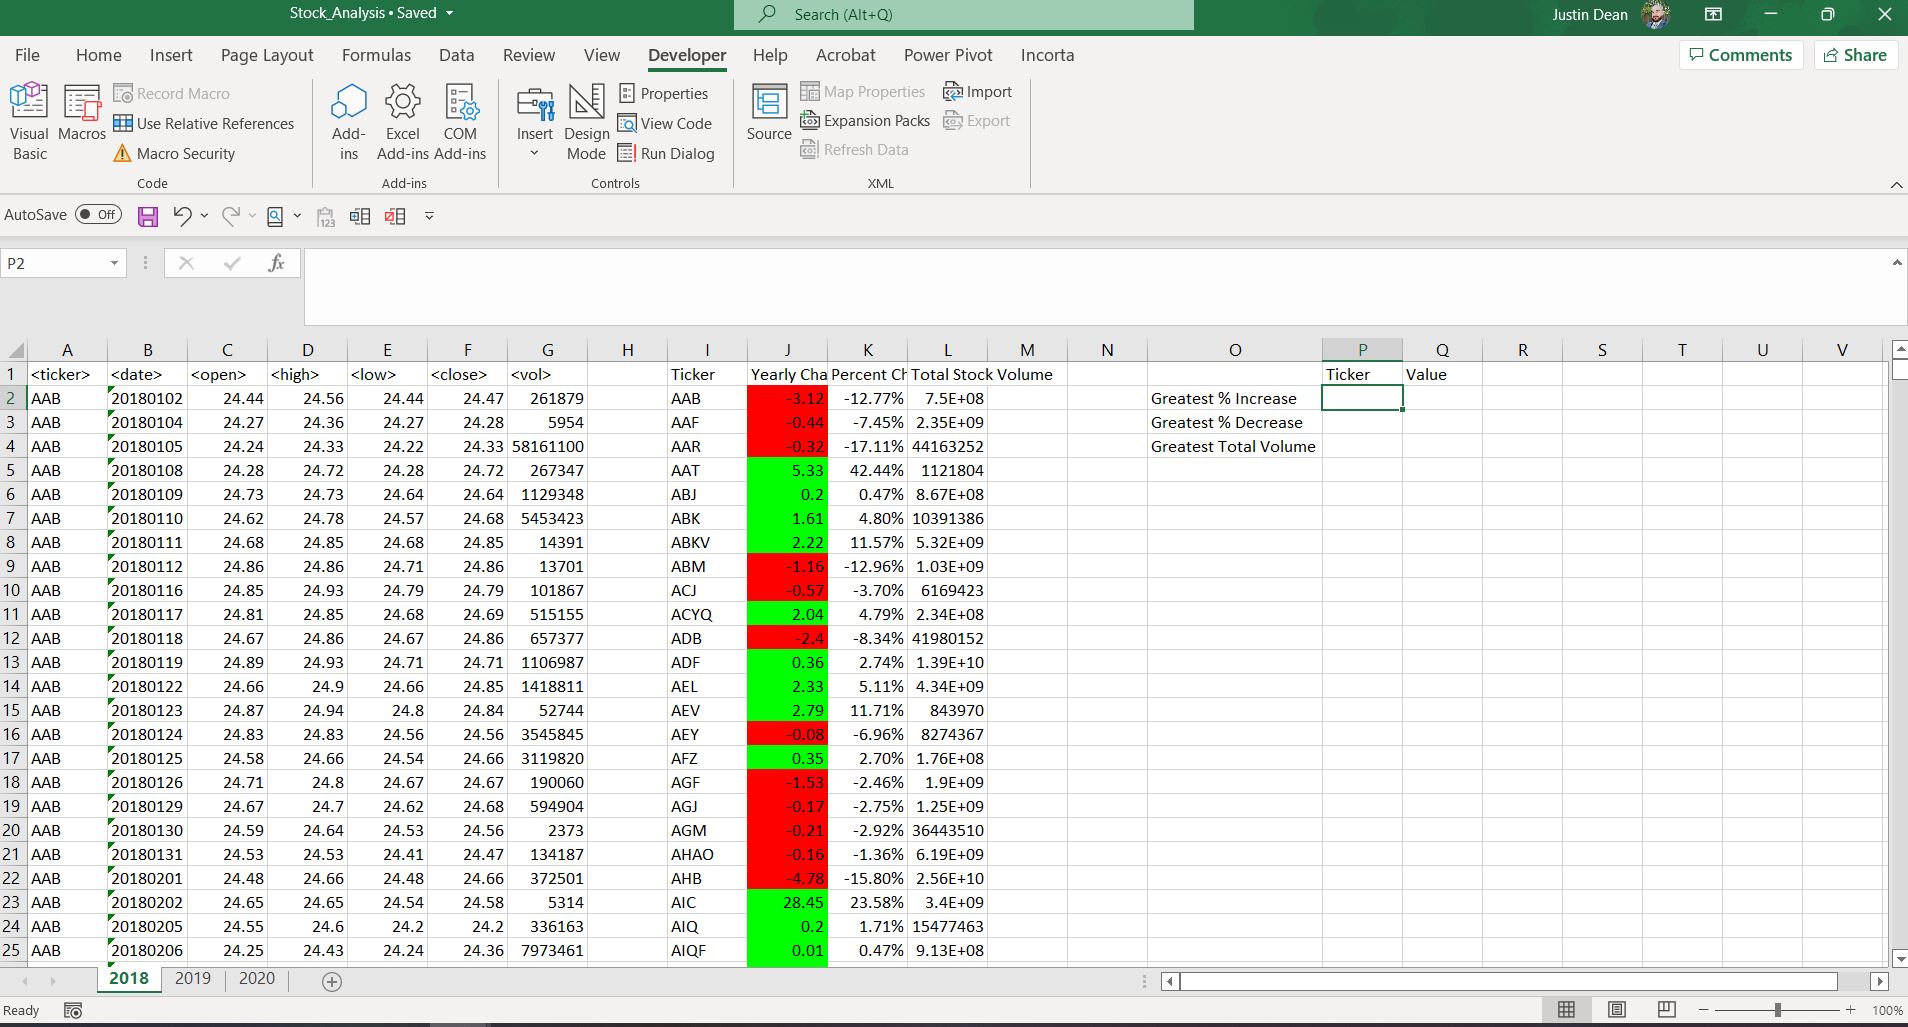 Stock_Analysis • Saved
Search (Alt+Q)
Justin Dean
File Home Insert Page Layout Formulas Data Review View Developer Help Acrobat Power Pivot Incorta
Comments Share
Visual Basic
Macros
Record Macro
Use Relative References
Macro Security
Code
Add-ins
Excel Add-ins
COM Add-ins
Add-ins
Insert
Design Mode
Properties
View Code
Run Dialog
Controls
Source
Map Properties
Expansion Packs
Refresh Data
Import
Export
XML
AutoSave Off
123
P2
fx
A B C D E F G H I J K L M N O P Q R S T U V
1 <ticker> <date> <open> <high> <low> <close> <vol> Ticker Yearly Cha Percent Ch Total Stock Volume Ticker Value
2 AAB 20180102 24.44 24.56 24.44 24.47 261879 AAB -3.12 -12.77% 7.5E+08 Greatest % Increase
3 AAB 20180104 24.27 24.36 24.27 24.28 5954 AAF -0.44 -7.45% 2.35E+09 Greatest % Decrease
4 AAB 20180105 24.24 24.33 24.22 24.33 58161100 AAR -0.32 -17.11% 44163252 Greatest Total Volume
5 AAB 20180108 24.28 24.72 24.28 24.72 267347 AAT 5.33 42.44% 1121804
6 AAB 20180109 24.73 24.73 24.64 24.64 1129348 ABJ 0.2 0.47% 8.67E+08
7 AAB 20180110 24.62 24.78 24.57 24.68 5453423 ABK 1.61 4.80% 10391386
8 AAB 20180111 24.68 24.85 24.68 24.85 14391 ABKV 2.22 11.57% 5.32E+09
9 AAB 20180112 24.86 24.86 24.71 24.86 13701 ABM -1.16 -12.96% 1.03E+09
10 AAB 20180116 24.85 24.93 24.79 24.79 101867 ACJ -0.57 -3.70% 6169423
11 AAB 20180117 24.81 24.85 24.68 24.69 515155 ACYQ 2.04 4.79% 2.34E+08
12 AAB 20180118 24.67 24.86 24.67 24.86 657377 ADB -2.4 -8.34% 41980152
13 AAB 20180119 24.89 24.93 24.71 24.71 1106987 ADF 0.36 2.74% 1.39E+10
14 AAB 20180122 24.66 24.9 24.66 24.85 1418811 AEL 2.33 5.11% 4.34E+09
15 AAB 20180123 24.87 24.94 24.8 24.84 52744 AEV 2.79 11.71% 843970
16 AAB 20180124 24.83 24.83 24.56 24.56 3545845 AEY -0.08 -6.96% 8274367
17 AAB 20180125 24.58 24.66 24.54 24.66 3119820 AFZ 0.35 2.70% 1.76E+08
18 AAB 20180126 24.71 24.8 24.67 24.67 190060 AGF -1.53 -2.46% 1.9E+09
19 AAB 20180129 24.67 24.7 24.62 24.68 594904 AGJ -0.17 -2.75% 1.25E+09
20 AAB 20180130 24.59 24.64 24.53 24.56 2373 AGM -0.21 -2.92% 36443510
21 AAB 20180131 24.53 24.53 24.41 24.47 134187 AHAO -0.16 -1.36% 6.19E+09
22 AAB 20180201 24.48 24.66 24.48 24.66 372501 AHB -4.78 -15.80% 2.56E+10
23 AAB 20180202 24.65 24.65 24.54 24.58 5314 AIC 28.45 23.58% 3.4E+09
24 AAB 20180205 24.55 24.6 24.2 24.2 336163 AIQ 0.2 1.71% 15477463
25 AAB 20180206 24.25 24.43 24.24 24.36 7973461 AIQF 0.01 0.47% 9.13E+08
2018 2019 2020
Ready
100%